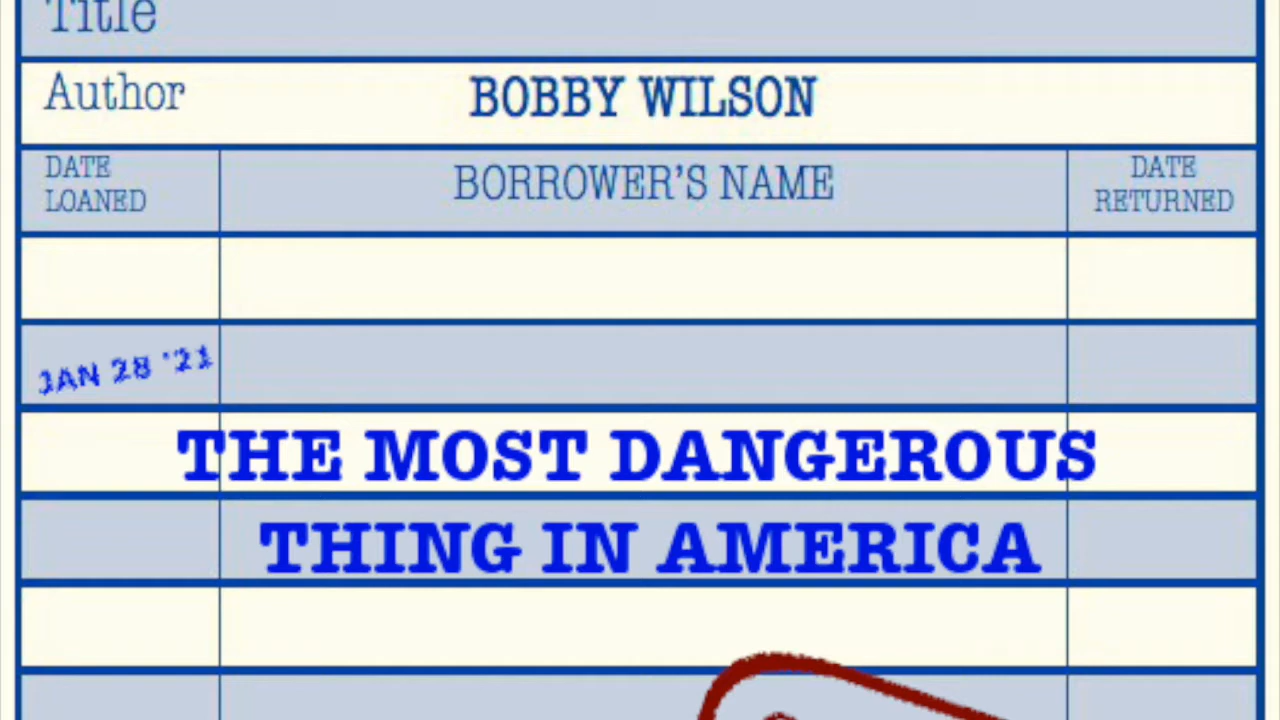 Title
Author BOBBY WILSON
DATE LOANED
BORROWER'S NAME
DATE RETURNED
JAN 28 '21
THE MOST DANGEROUS
THING IN AMERICA